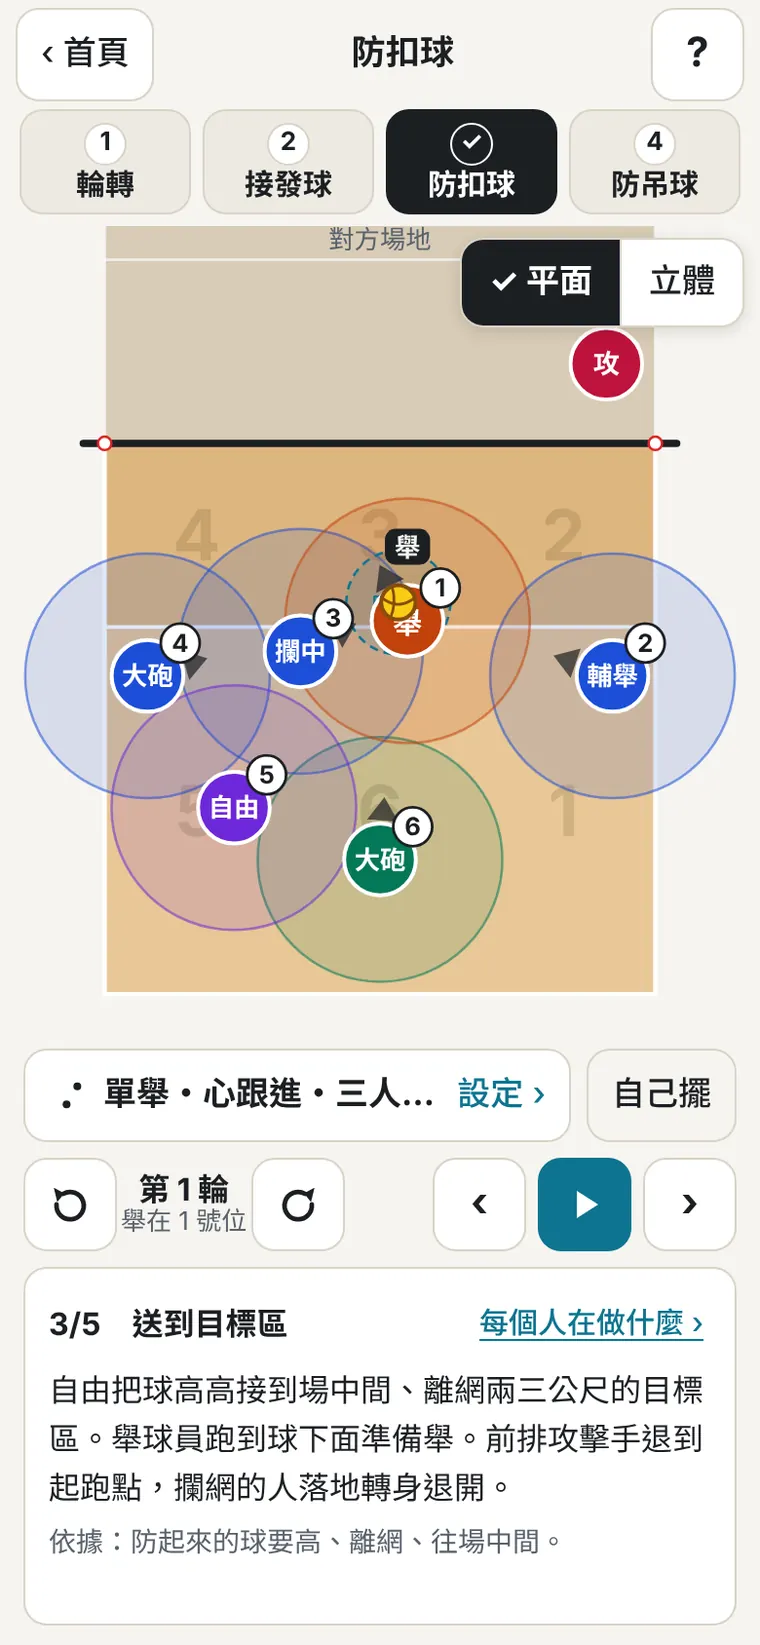 ‹ 首頁
防扣球
?
1
輪轉
2
接發球
防扣球
4
防吊球
對方場地
平面
立體
攻
4
3
2
舉
1
舉
3
攔中
4
大砲
2
輔舉
5
6
1
5
自由
6
大砲
單舉・心跟進・三人…
設定 ›
自己擺
第 1 輪
舉在 1 號位
‹
›
3/5 送到目標區
每個人在做什麼 ›
自由把球高高接到場中間、離網兩三公尺的目標
區。舉球員跑到球下面準備舉。前排攻擊手退到
起跑點，攔網的人落地轉身退開。
依據：防起來的球要高、離網、往場中間。